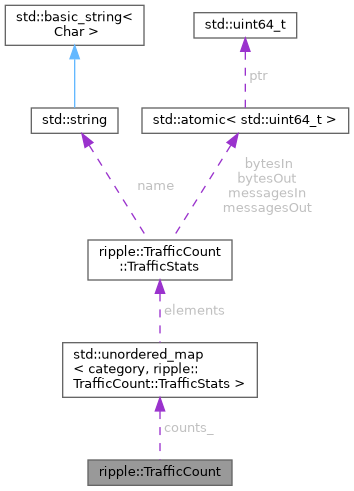 std::basic_string<
Char >
std::uint64_t
ptr
std::string
std::atomic< std::uint64_t >
name
bytesIn
bytesOut
messagesIn
messagesOut
ripple::TrafficCount
::TrafficStats
elements
std::unordered_map
< category, ripple::
TrafficCount::TrafficStats >
counts_
ripple::TrafficCount